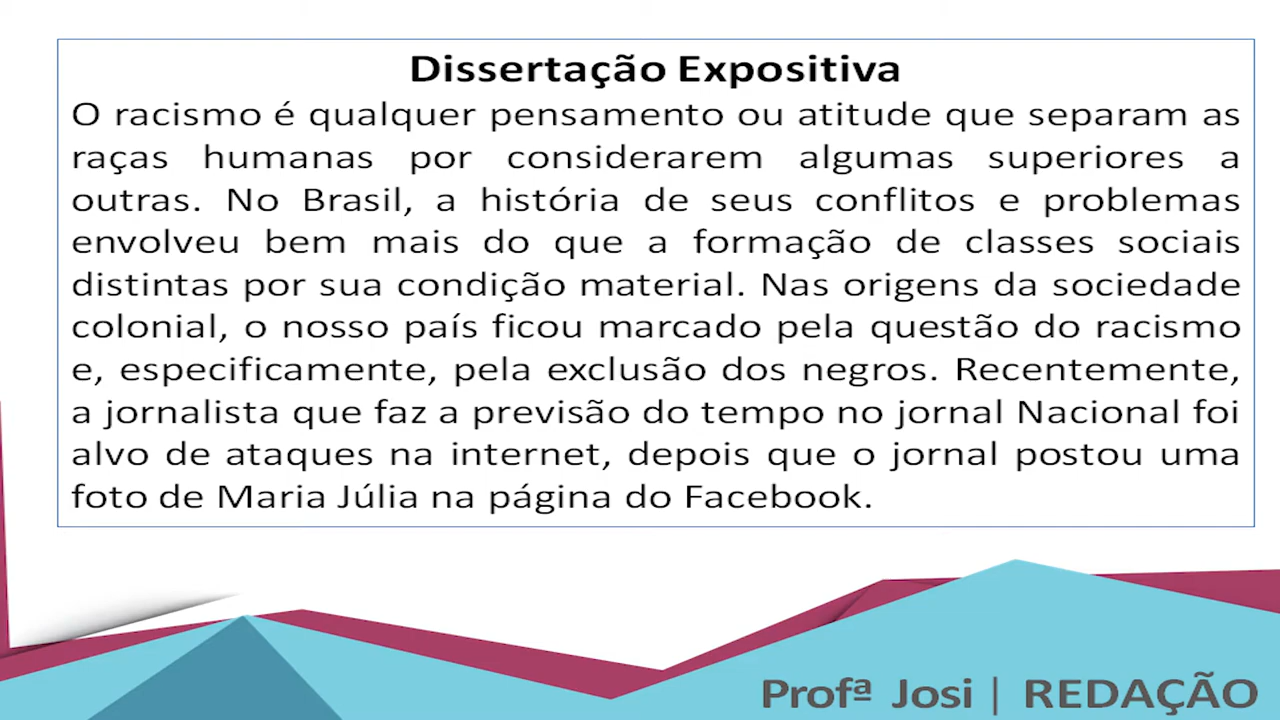 Dissertação Expositiva
O racismo é qualquer pensamento ou atitude que separam as
raças humanas por considerarem algumas superiores a
outras. No Brasil, a história de seus conflitos e problemas
envolveu bem mais do que a formação de classes sociais
distintas por sua condição material. Nas origens da sociedade
colonial, o nosso país ficou marcado pela questão do racismo
e, especificamente, pela exclusão dos negros. Recentemente,
a jornalista que faz a previsão do tempo no jornal Nacional foi
alvo de ataques na internet, depois que o jornal postou uma
foto de Maria Júlia na página do Facebook.
Profª Josi | REDAÇÃO